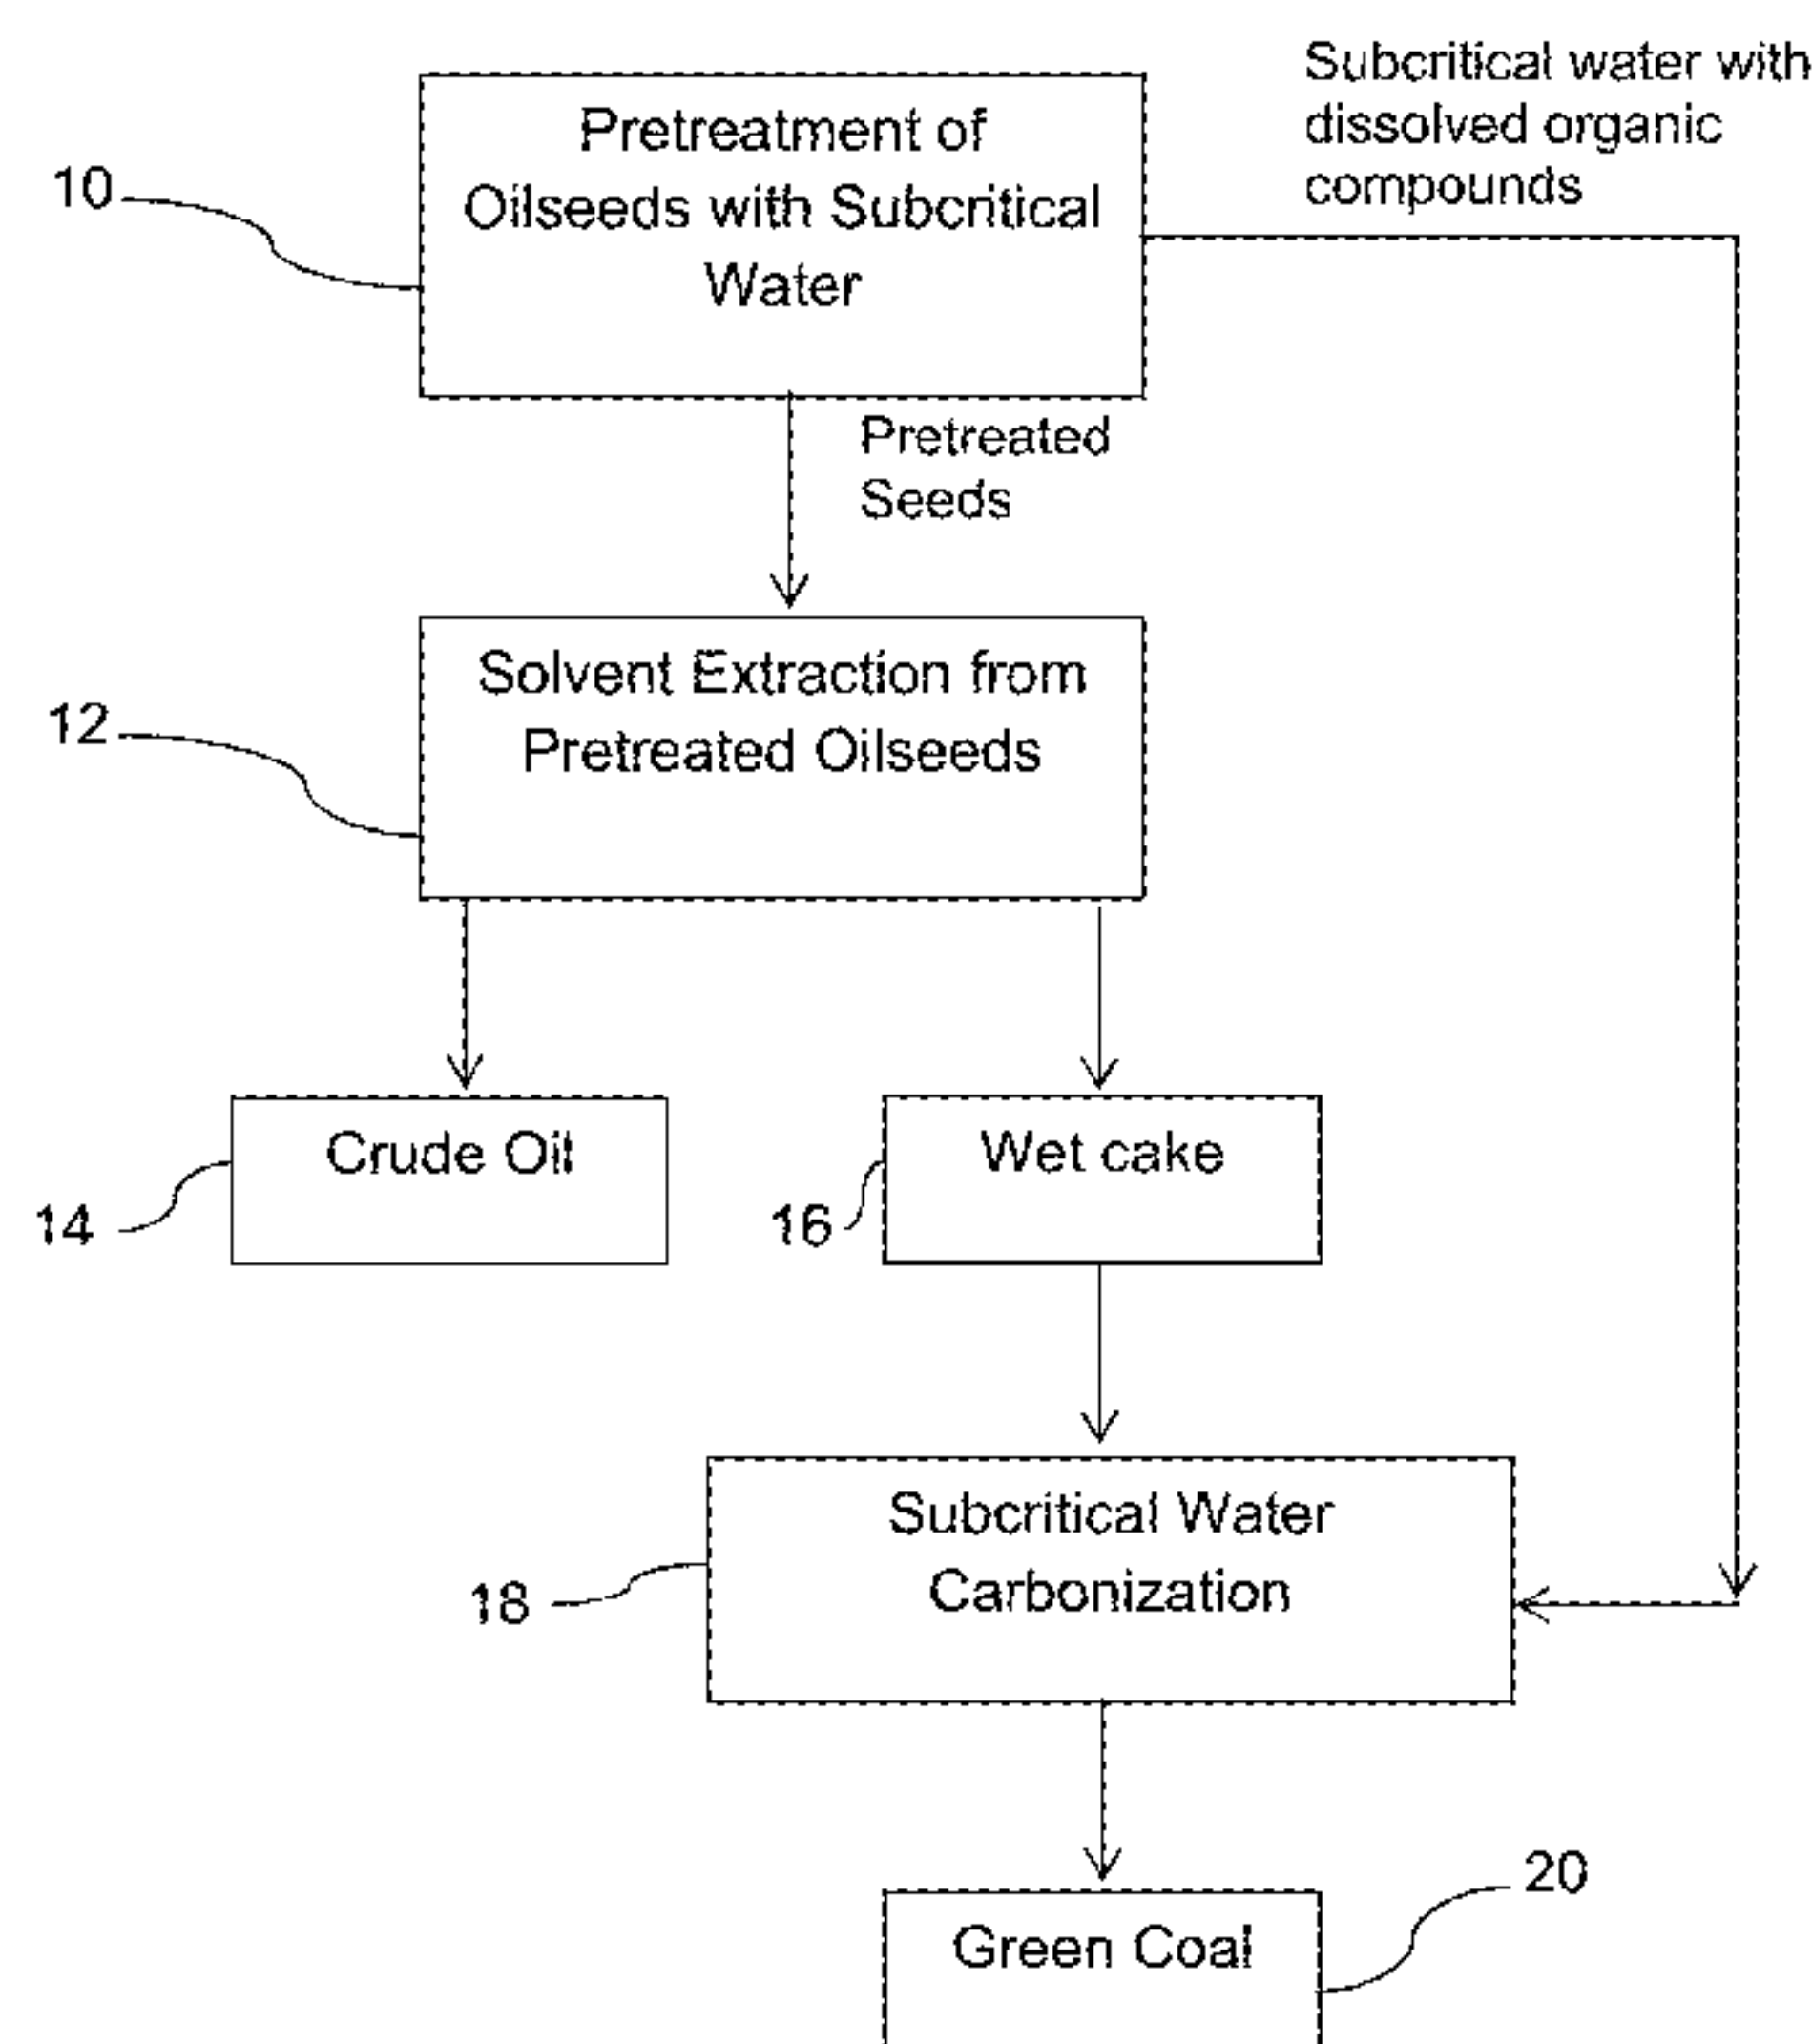 Subcritical water with
dissolved organic
compounds
Pretreatment of
Oilseeds with Subcritical
Water
10
Pretreated
Seeds
Solvent Extraction from
Pretreated Oilseeds
12
Crude Oil
14
Wet cake
16
Subcritical Water
Carbonization
18
20
Green Coal